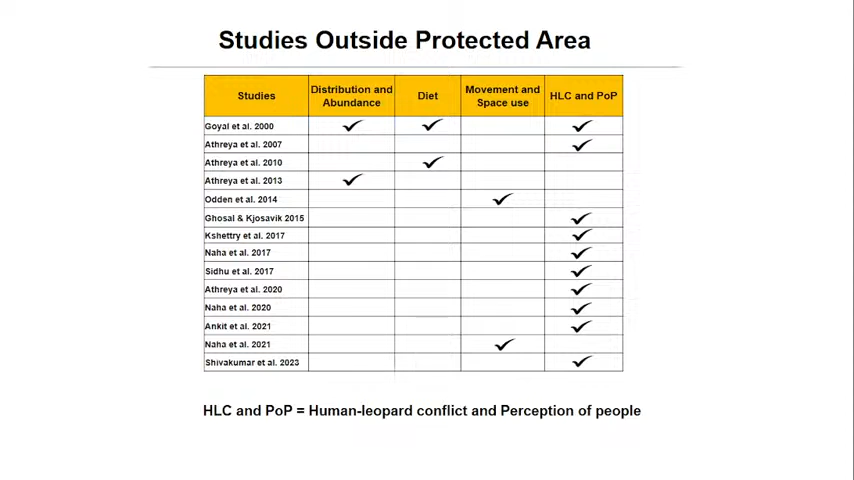 Studies Outside Protected Area
Studies Distribution and Abundance Diet Movement and Space use HLC and PoP
Goyal et al. 2000 ✓ ✓ ✓
Athreya et al. 2007 ✓
Athreya et al. 2010 ✓
Athreya et al. 2013 ✓
Odden et al. 2014 ✓
Ghosal & Kjosavik 2015 ✓
Kshettry et al. 2017 ✓
Naha et al. 2017 ✓
Sidhu et al. 2017 ✓
Athreya et al. 2020 ✓
Naha et al. 2020 ✓
Ankit et al. 2021 ✓
Naha et al. 2021 ✓
Shivakumar et al. 2023 ✓
HLC and PoP = Human-leopard conflict and Perception of people